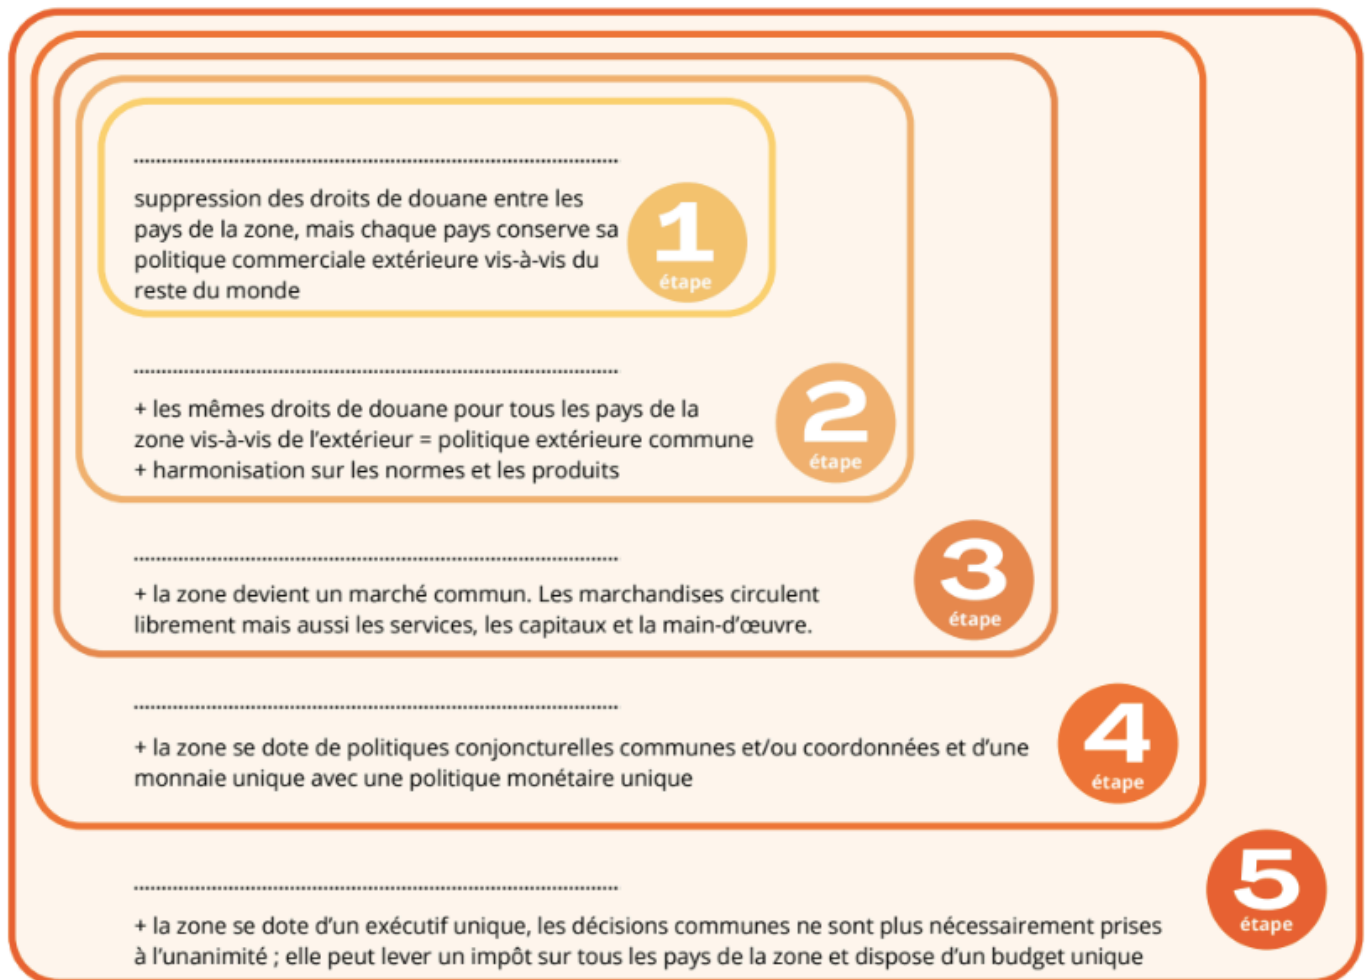 suppression des droits de douane entre les
pays de la zone, mais chaque pays conserve sa
politique commerciale extérieure vis-à-vis du
reste du monde
1
étape
+ les mêmes droits de douane pour tous les pays de la
zone vis-à-vis de l'extérieur = politique extérieure commune
+ harmonisation sur les normes et les produits
2
étape
+ la zone devient un marché commun. Les marchandises circulent
librement mais aussi les services, les capitaux et la main-d'œuvre.
3
étape
+ la zone se dote de politiques conjoncturelles communes et/ou coordonnées et d'une
monnaie unique avec une politique monétaire unique
4
étape
+ la zone se dote d'un exécutif unique, les décisions communes ne sont plus nécessairement prises
à l'unanimité ; elle peut lever un impôt sur tous les pays de la zone et dispose d'un budget unique
5
étape